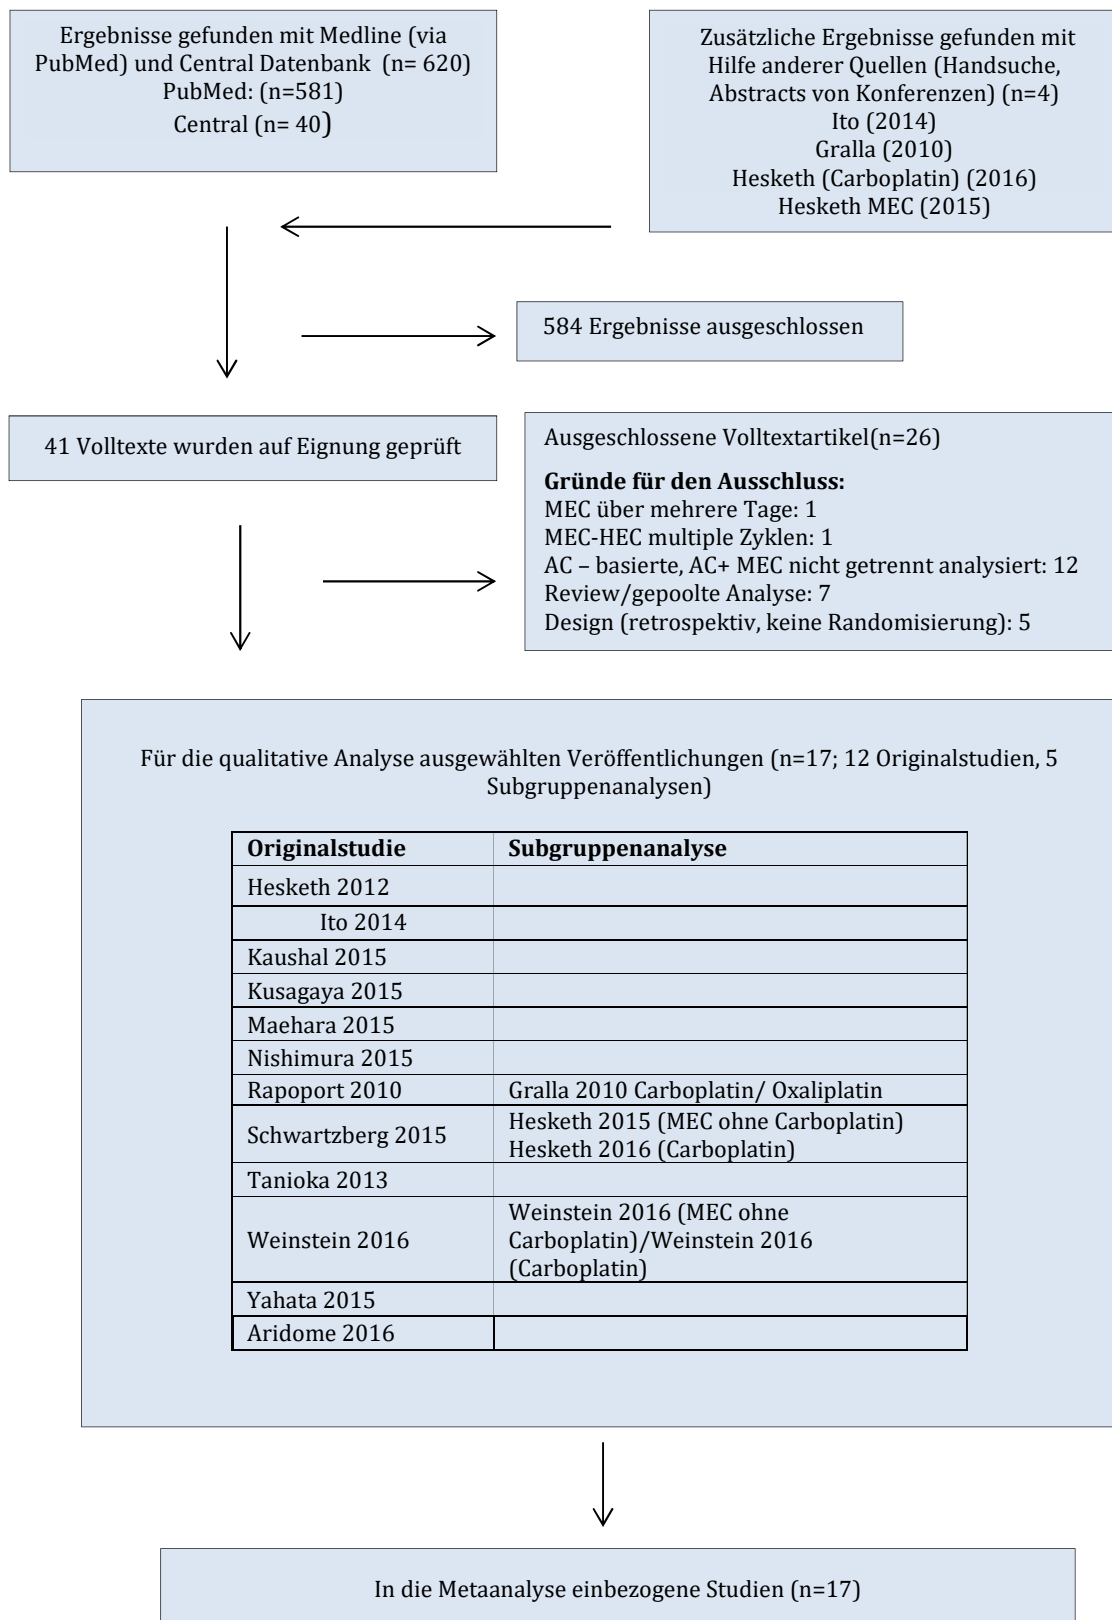 Ergebnisse gefunden mit Medline (via
PubMed) und Central Datenbank (n= 620)
PubMed: (n=581)
Central (n= 40)
Zusätzliche Ergebnisse gefunden mit
Hilfe anderer Quellen (Handsuche,
Abstracts von Konferenzen) (n=4)
Ito (2014)
Gralla (2010)
Hesketh (Carboplatin) (2016)
Hesketh MEC (2015)
584 Ergebnisse ausgeschlossen
41 Volltexte wurden auf Eignung geprüft
Ausgeschlossene Volltextartikel(n=26)
Gründe für den Ausschluss:
MEC über mehrere Tage: 1
MEC-HEC multiple Zyklen: 1
AC – basierte, AC+ MEC nicht getrennt analysiert: 12
Review/gepoolte Analyse: 7
Design (retrospektiv, keine Randomisierung): 5
Für die qualitative Analyse ausgewählten Veröffentlichungen (n=17; 12 Originalstudien, 5
Subgruppenanalysen)
Originalstudie Subgruppenanalyse
Hesketh 2012
Ito 2014
Kaushal 2015
Kusagaya 2015
Maehara 2015
Nishimura 2015
Rapoport 2010 Gralla 2010 Carboplatin/ Oxaliplatin
Schwartzberg 2015 Hesketh 2015 (MEC ohne Carboplatin)
Hesketh 2016 (Carboplatin)
Tanioka 2013
Weinstein 2016 Weinstein 2016 (MEC ohne
Carboplatin)/Weinstein 2016
(Carboplatin)
Yahata 2015
Aridome 2016
In die Metaanalyse einbezogene Studien (n=17)